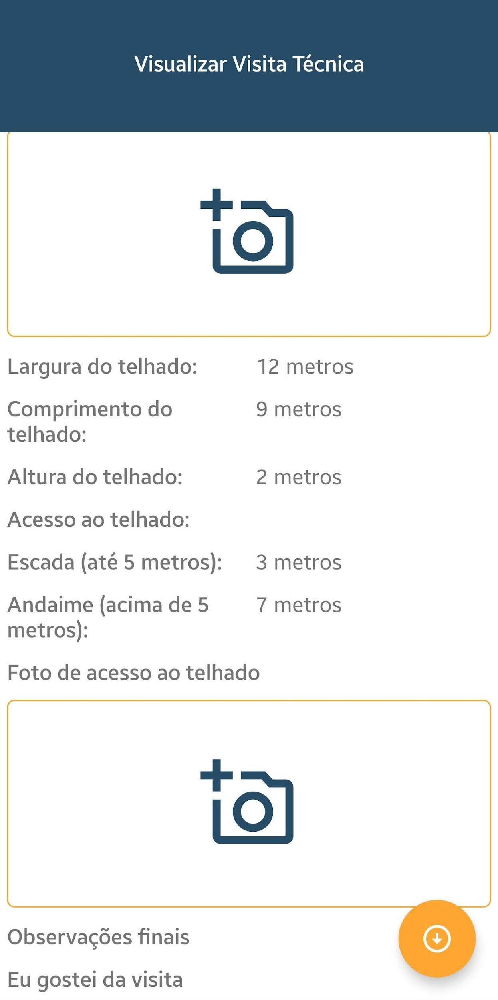 Visualizar Visita Técnica
Largura do telhado: 12 metros
Comprimento do 9 metros
telhado:
Altura do telhado: 2 metros
Acesso ao telhado:
Escada (até 5 metros): 3 metros
Andaime (acima de 5 7 metros
metros):
Foto de acesso ao telhado
Observações finais
Eu gostei da visita